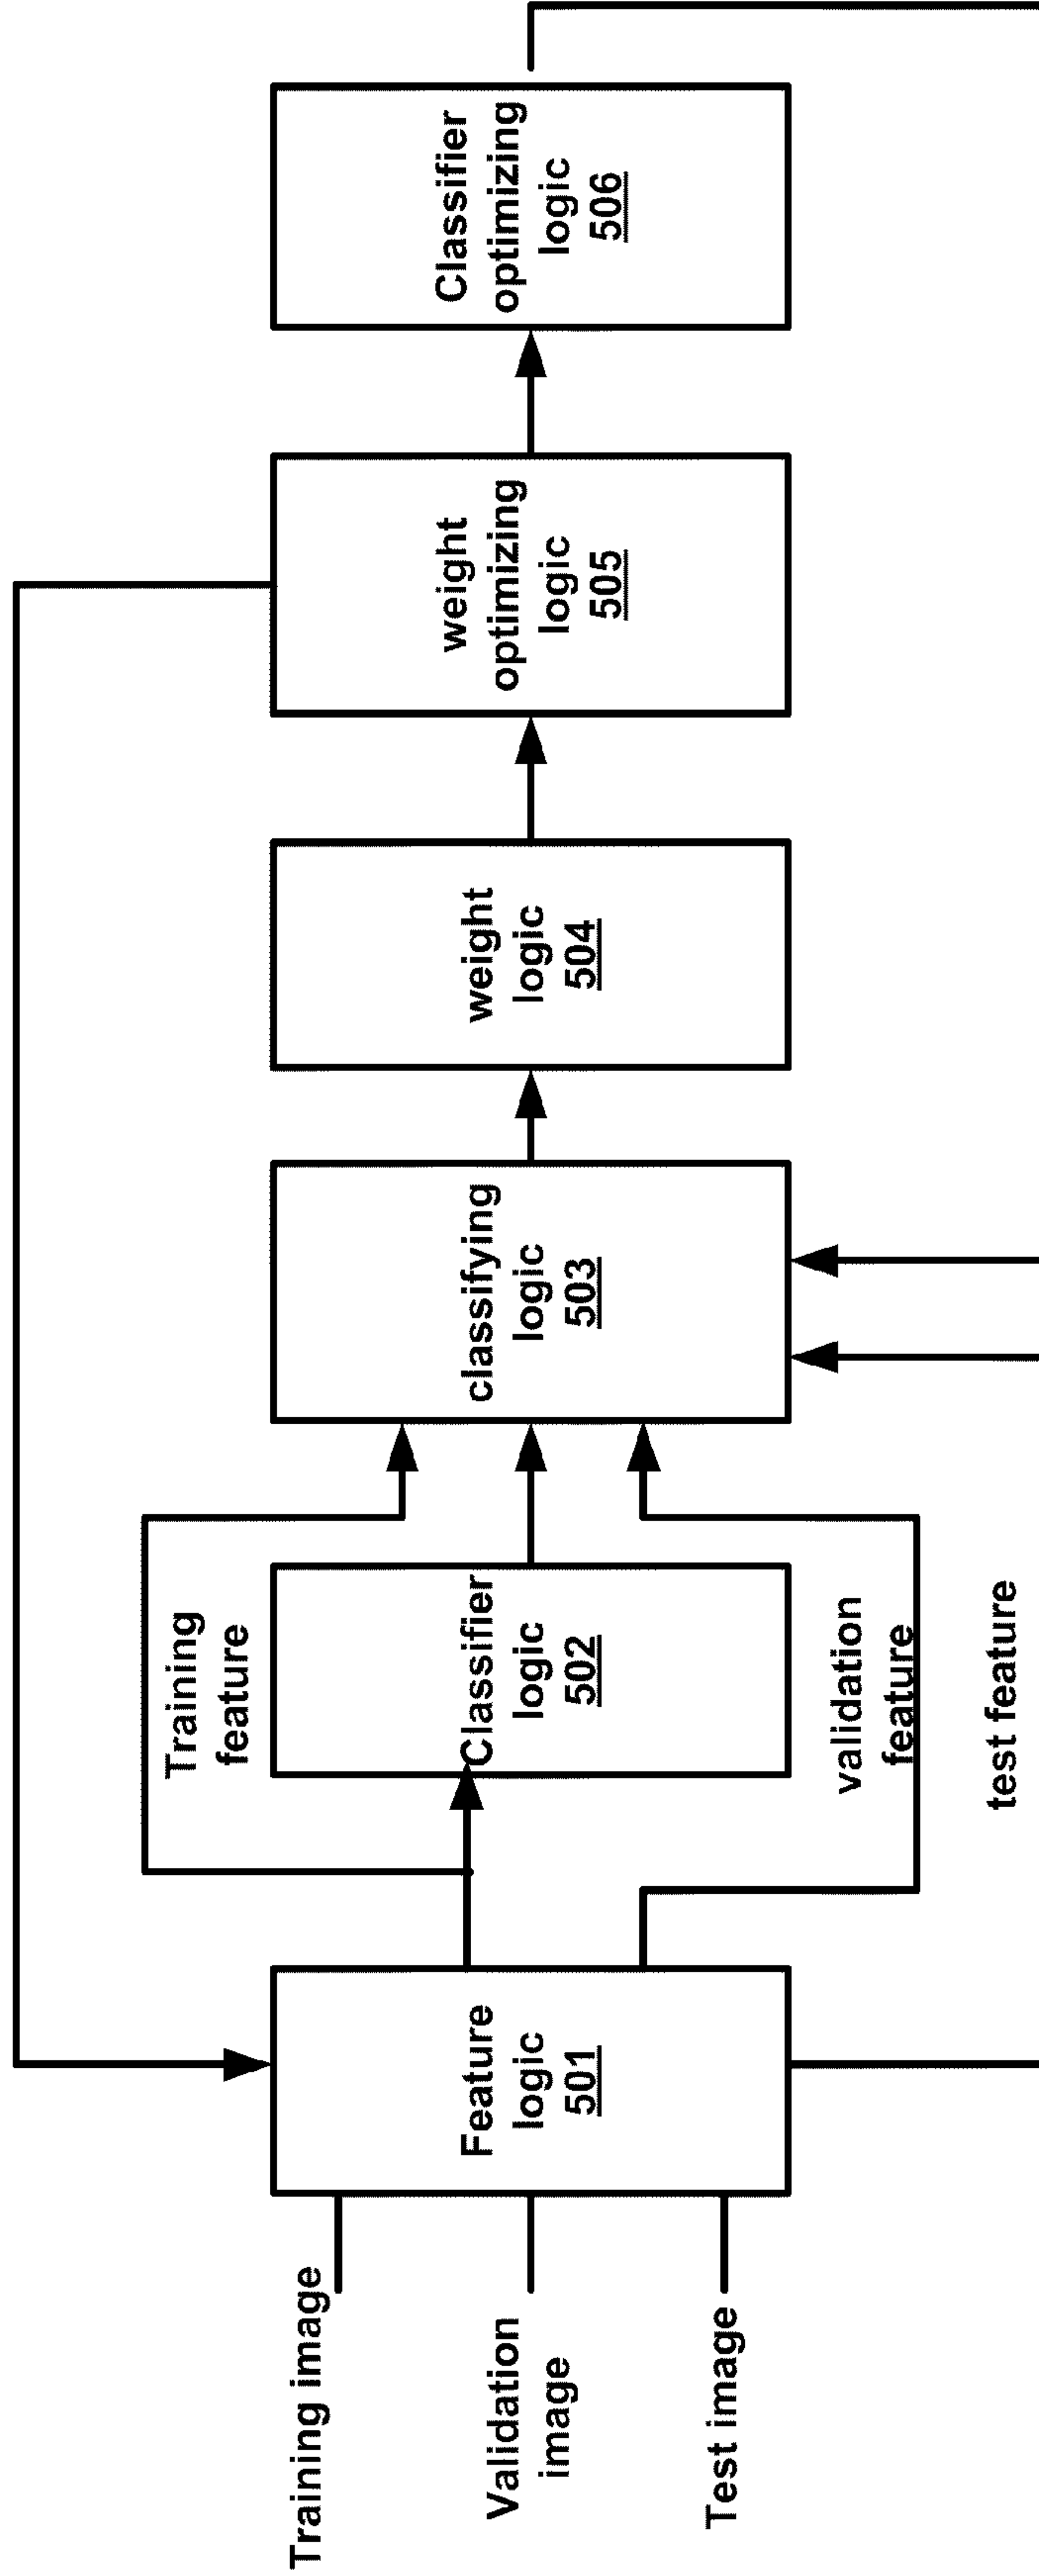 Training image
Validation
image
Test image
Feature
logic
501
Training
feature
Classifier
logic
502
validation
feature
test feature
classifying
logic
503
weight
logic
504
weight
optimizing
logic
505
Classifier
optimizing
logic
506